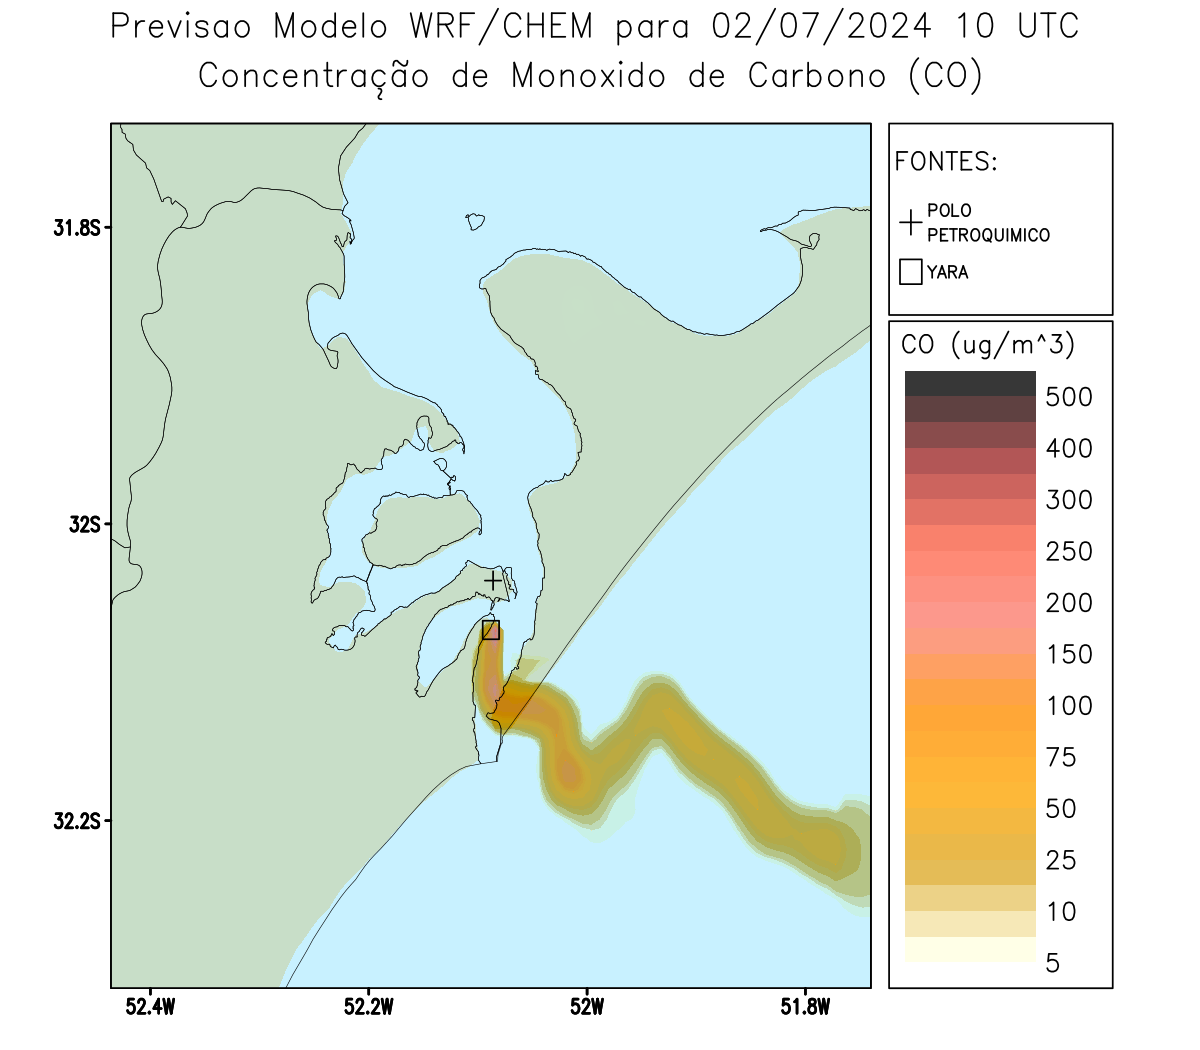 Previsao Modelo WRF/CHEM para 02/07/2024 10 UTC
Concentração de Monoxido de Carbono (CO)
FONTES:
POLO
PETROQUIMICO
YARA
CO (ug/m^3)
500
400
300
250
200
150
100
75
50
25
10
5
31.8S
32S
32.2S
52.4W
52.2W
52W
51.8W